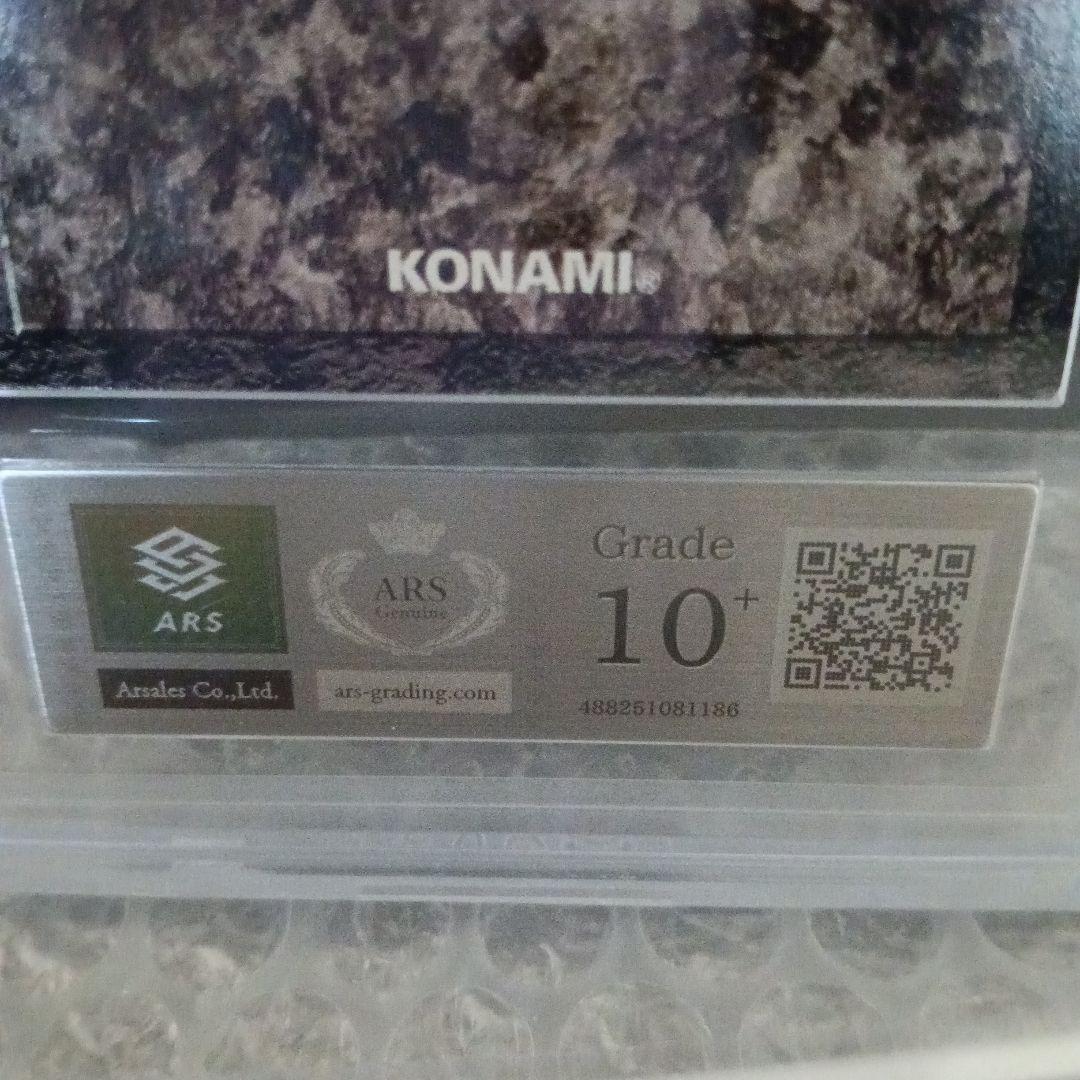 KONAMI®
ARS
Arsales Co.,Ltd.
ARS
Genuine
ars-grading.com
Grade
10+
488251081186